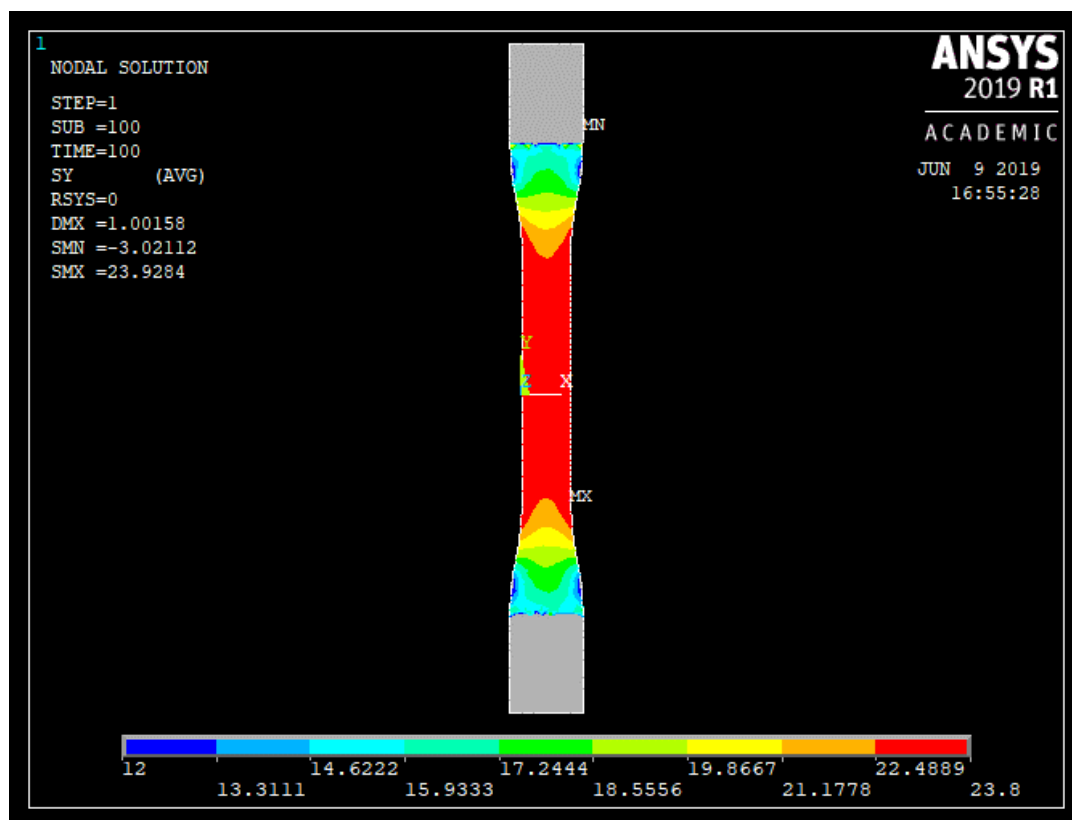 1
NODAL SOLUTION
STEP=1
SUB =100
TIME=100
SY (AVG)
RSYS=0
DMX =1.00158
SMN =-3.02112
SMX =23.9284
ANSYS
2019 R1
ACADEMIC
JUN 9 2019
16:55:28
MN
Y
Z X
MX
12 14.6222 17.2444 19.8667 22.4889
13.3111 15.9333 18.5556 21.1778 23.8